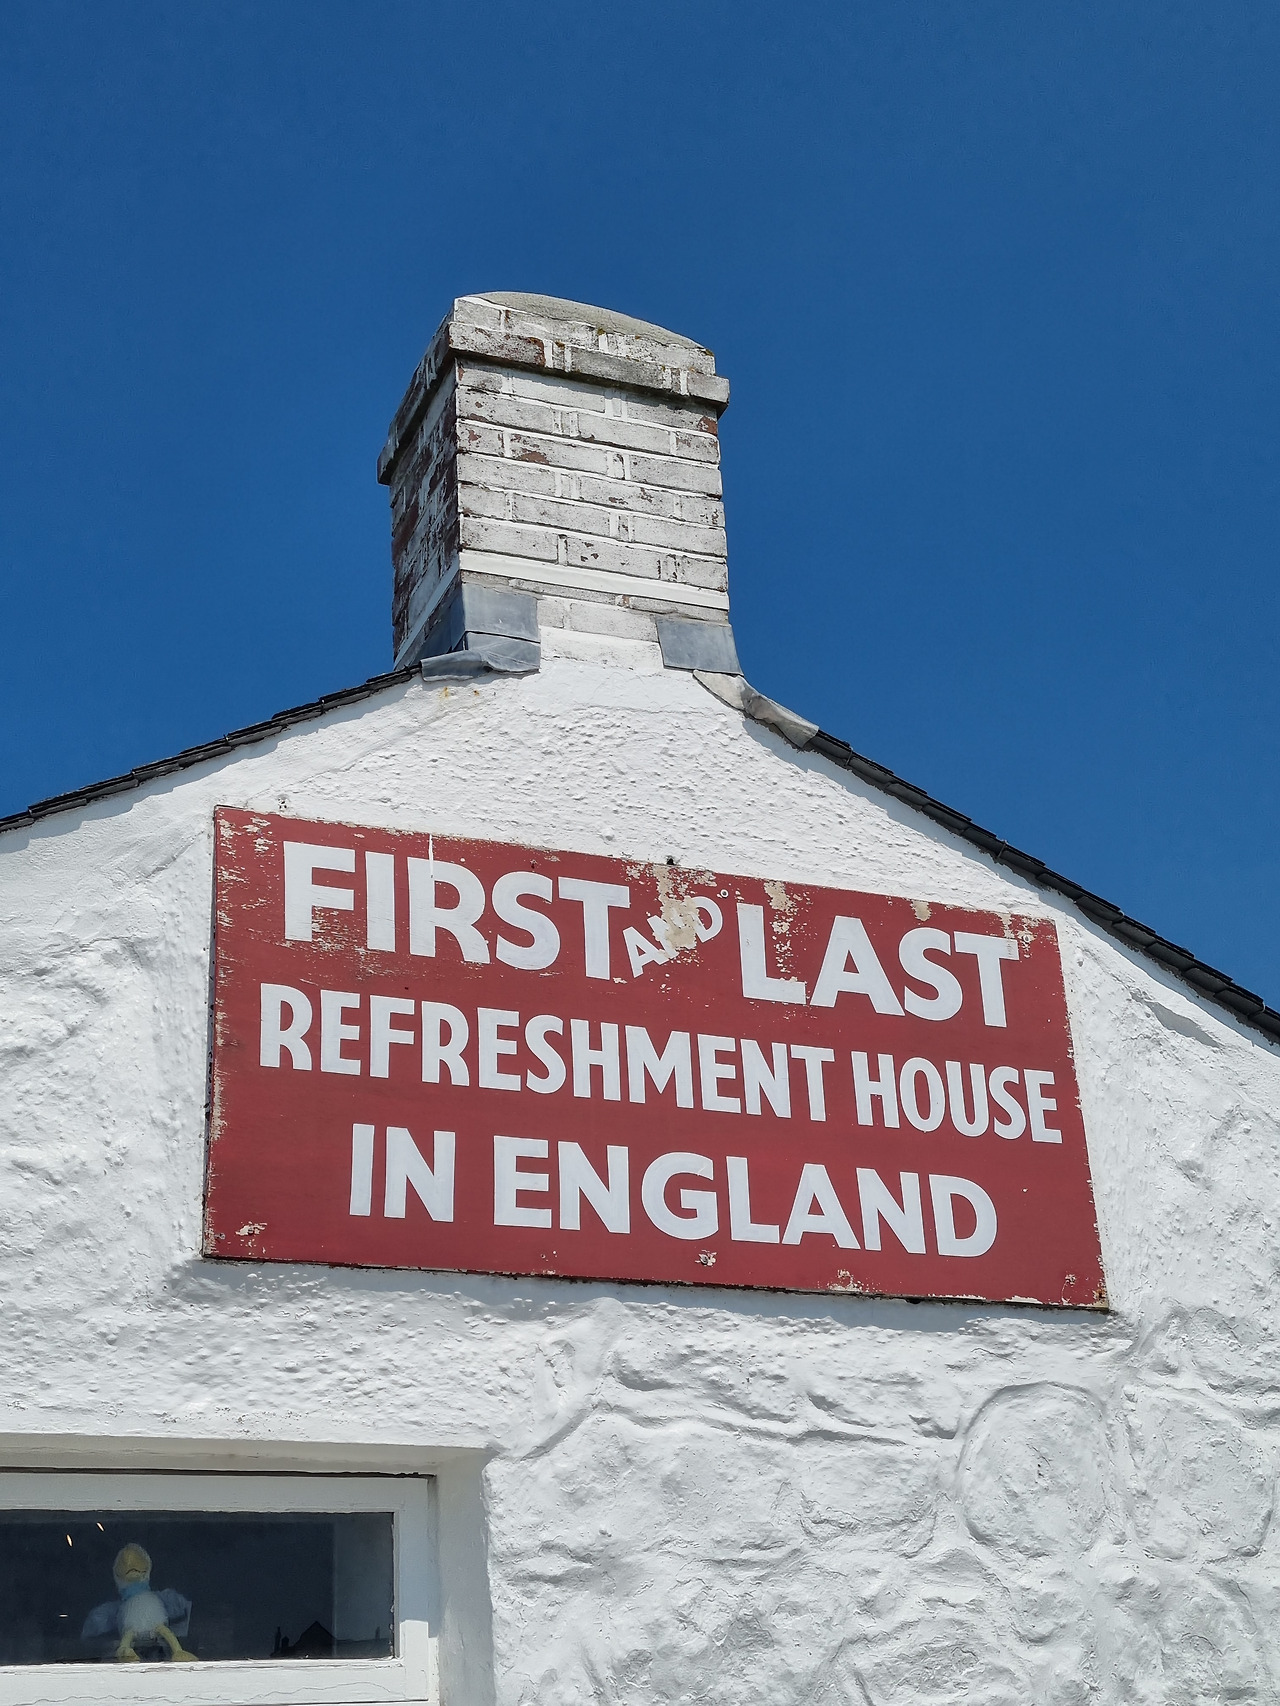 FIRST AND LAST
REFRESHMENT HOUSE
IN ENGLAND